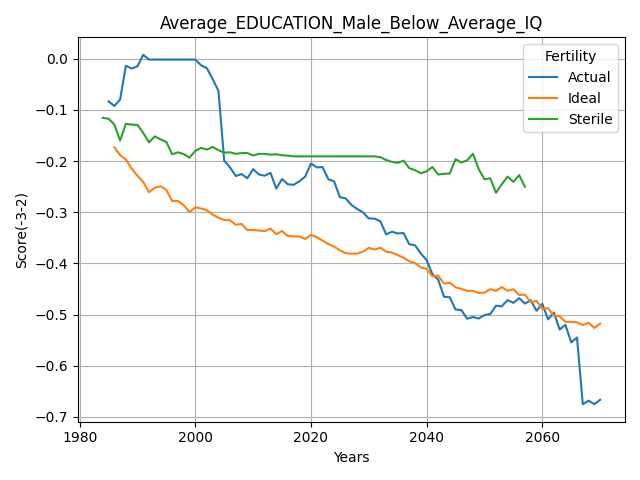 Average_EDUCATION_Male_Below_Average_IQ
Fertility
Actual
Ideal
Sterile
Score(-3-2)
0.0
−0.1
−0.2
−0.3
−0.4
−0.5
−0.6
−0.7
1980
2000
2020
2040
2060
Years